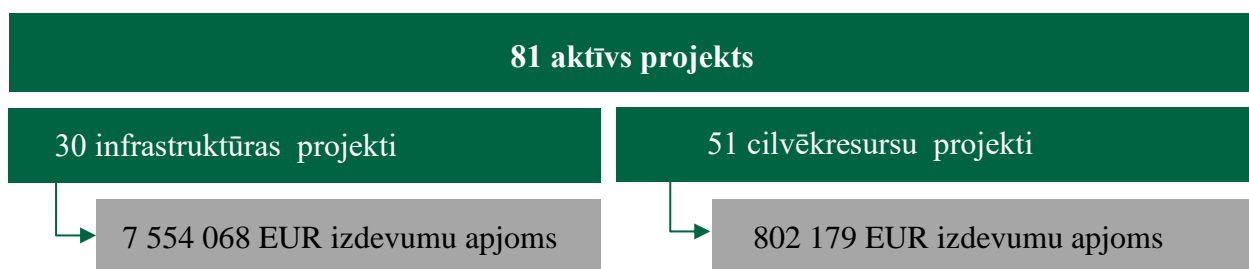 81 aktīvs projekts
30 infrastruktūras projekti
51 cilvēkresursu projekti
7 554 068 EUR izdevumu apjoms
802 179 EUR izdevumu apjoms